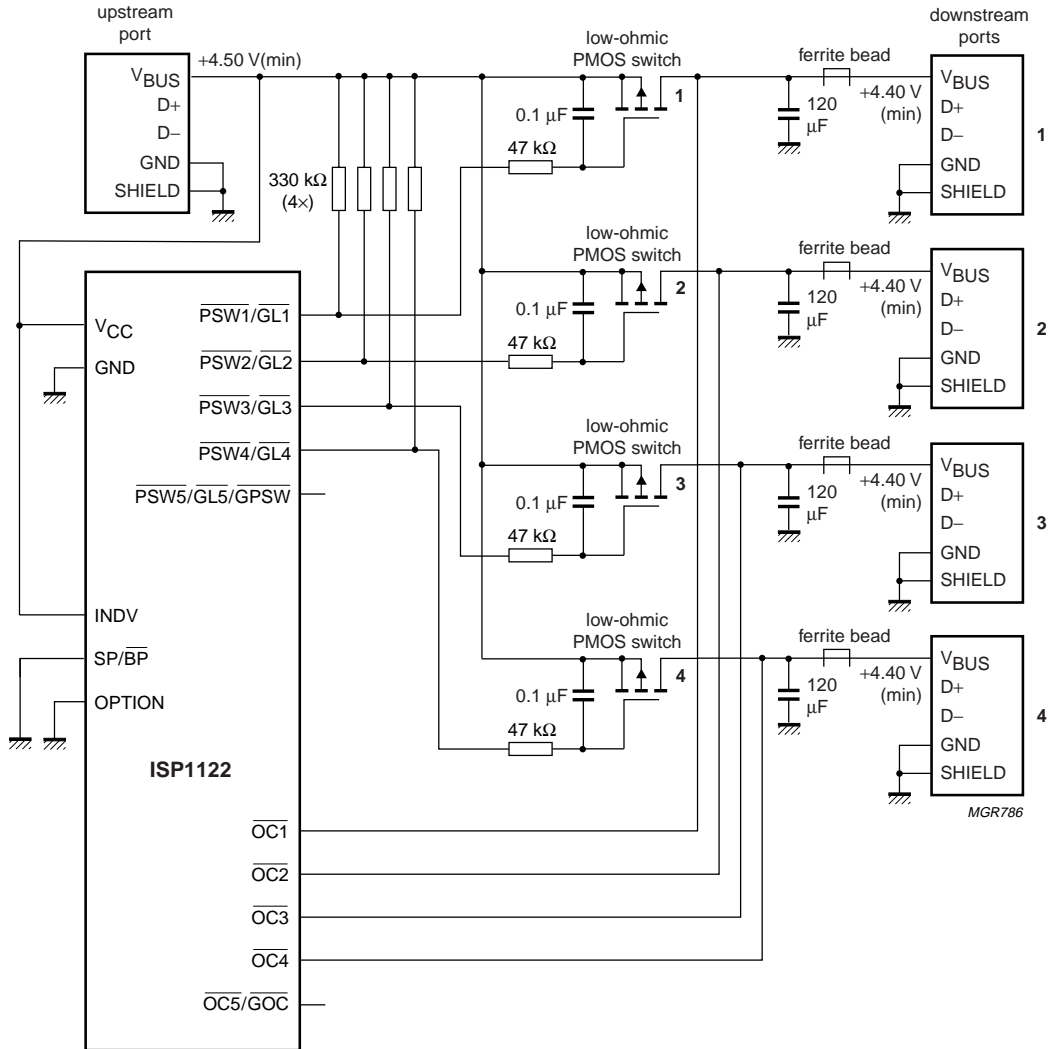 upstream
port
+4.50 V(min)
VBUS
D+
D−
GND
SHIELD
330 kΩ
(4×)
low-ohmic
PMOS switch
1
0.1 µF
47 kΩ
ferrite bead
120
µF
+4.40 V
(min)
downstream
ports
VBUS
D+
D−
GND
SHIELD
1
low-ohmic
PMOS switch
2
0.1 µF
47 kΩ
ferrite bead
120
µF
+4.40 V
(min)
VBUS
D+
D−
GND
SHIELD
2
low-ohmic
PMOS switch
3
0.1 µF
47 kΩ
ferrite bead
120
µF
+4.40 V
(min)
VBUS
D+
D−
GND
SHIELD
3
low-ohmic
PMOS switch
4
0.1 µF
47 kΩ
ferrite bead
120
µF
+4.40 V
(min)
VBUS
D+
D−
GND
SHIELD
4
MGR786
VCC
GND
INDV
SP/BP
OPTION
ISP1122
PSW1/GL1
PSW2/GL2
PSW3/GL3
PSW4/GL4
PSW5/GL5/GPSW
OC1
OC2
OC3
OC4
OC5/GOC